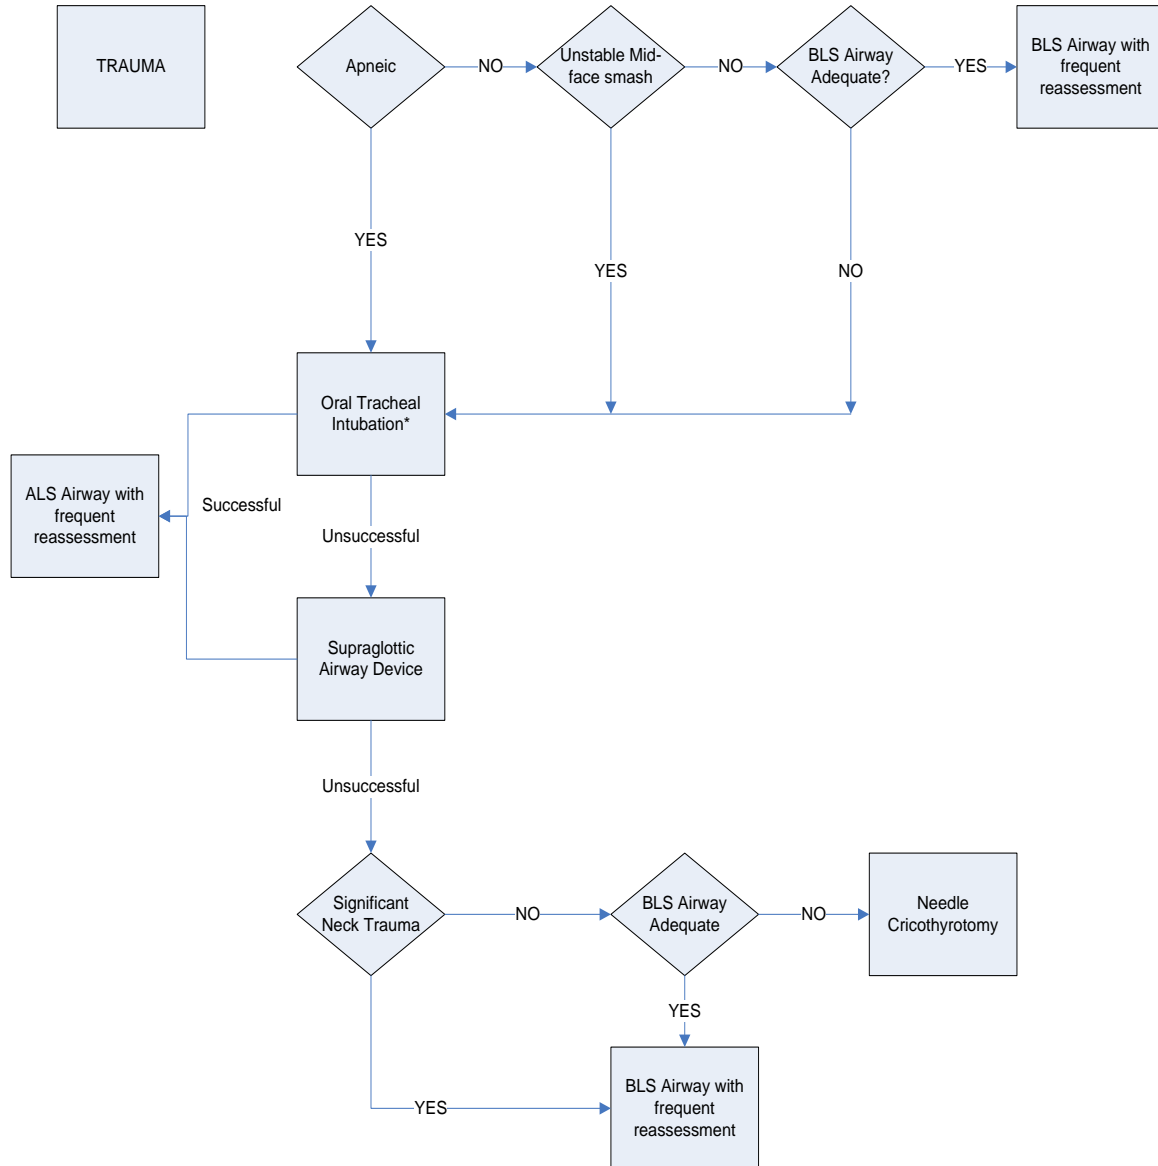 TRAUMA
Apneic
NO
Unstable Mid-
face smash
NO
BLS Airway
Adequate?
YES
BLS Airway with
frequent
reassessment
YES
YES
NO
Oral Tracheal
Intubation*
ALS Airway with
frequent
reassessment
Successful
Unsuccessful
Supraglottic
Airway Device
Unsuccessful
Significant
Neck Trauma
NO
BLS Airway
Adequate
NO
Needle
Cricothyrotomy
YES
YES
BLS Airway with
frequent
reassessment